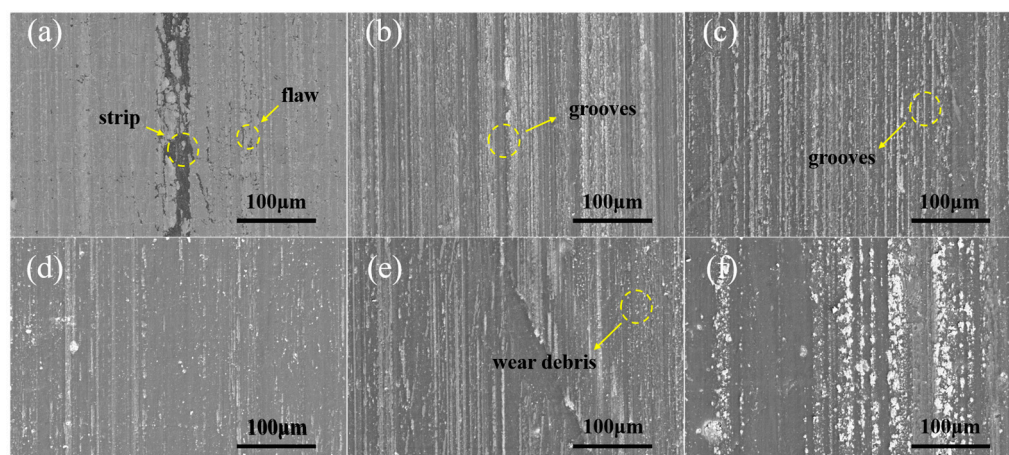 (a)
strip
flaw
100μm
(b)
grooves
100μm
(c)
grooves
100μm
(d)
100μm
(e)
wear debris
100μm
(f)
100μm